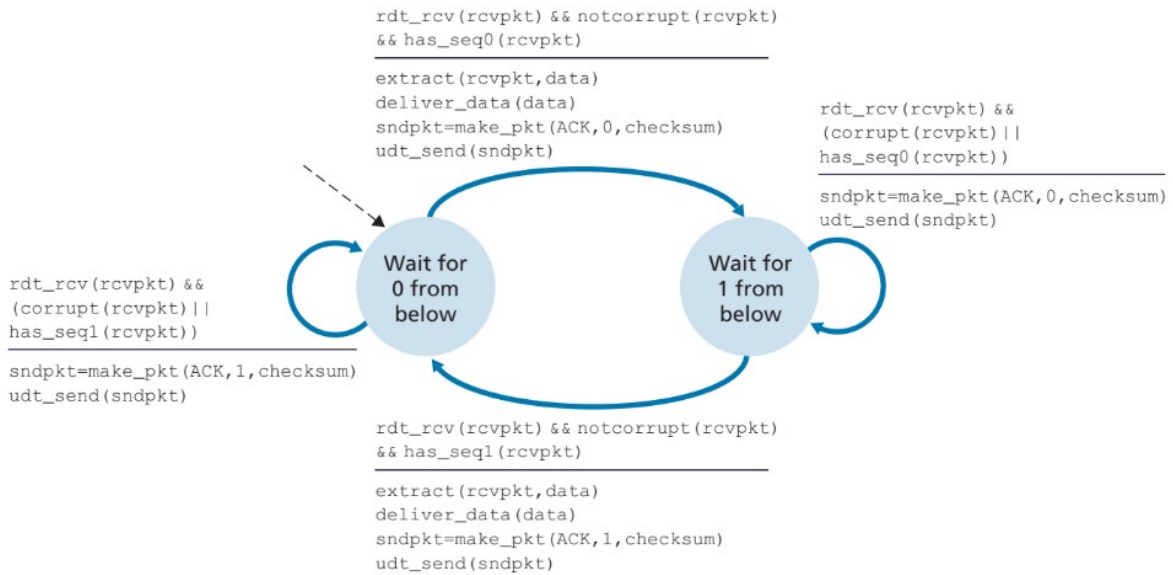 rdt_rcv(rcvpkt) && notcorrupt(rcvpkt)
&& has_seq0(rcvpkt)
extract(rcvpkt,data)
deliver_data(data)
sndpkt=make_pkt(ACK,0,checksum)
udt_send(sndpkt)
rdt_rcv(rcvpkt) &&
(corrupt(rcvpkt)||
has_seq0(rcvpkt))
sndpkt=make_pkt(ACK,0,checksum)
udt_send(sndpkt)
Wait for
0 from
below
Wait for
1 from
below
rdt_rcv(rcvpkt) &&
(corrupt(rcvpkt)||
has_seq1(rcvpkt))
sndpkt=make_pkt(ACK,1,checksum)
udt_send(sndpkt)
rdt_rcv(rcvpkt) && notcorrupt(rcvpkt)
&& has_seq1(rcvpkt)
extract(rcvpkt,data)
deliver_data(data)
sndpkt=make_pkt(ACK,1,checksum)
udt_send(sndpkt)